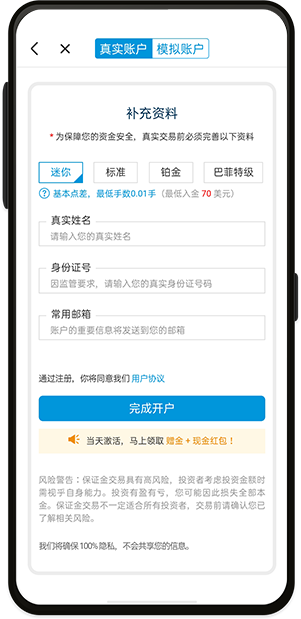 真实账户 模拟账户
补充资料
*为保障您的资金安全，真实交易前必须完善以下资料
迷你 标准 铂金 巴菲特级
? 基本点差，最低手数0.01手（最低入金 70 美元）
真实姓名
请输入您的真实姓名
身份证号
因监管要求，请输入您的真实身份证号码
常用邮箱
账户的重要信息将发送到您的邮箱
通过注册，你将同意我们 用户协议
完成开户
当天激活，马上领取 赠金 + 现金红包！
风险警告：保证金交易具有高风险，投资者考虑投资金额时
需视乎自身能力。投资有盈有亏，您可能因此损失全部本
金。保证金交易不一定适合所有投资者，交易前请确认您已
了解相关风险。
我们将确保 100% 隐私，不会共享您的信息。